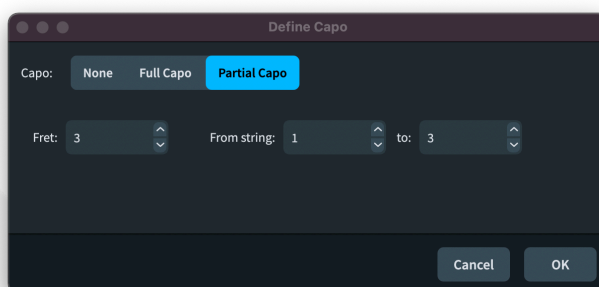 Define Capo
Capo: None Full Capo Partial Capo
Fret: 3 From string: 1 to: 3
Cancel OK